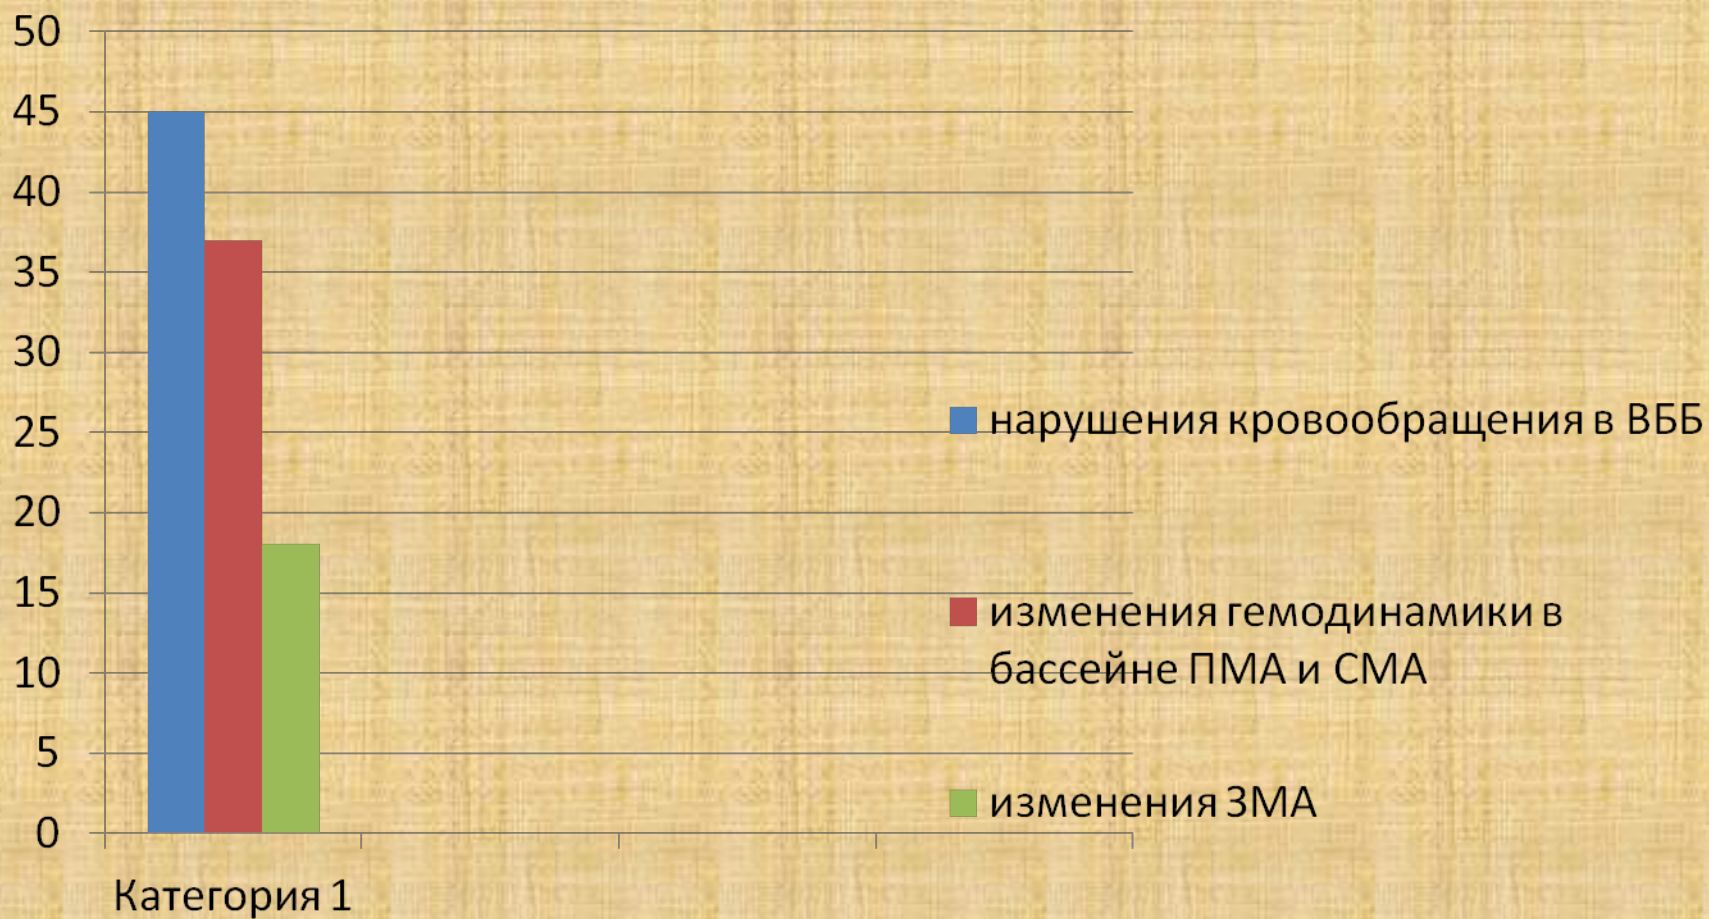 50
45
40
35
30
25
20
15
10
5
0
Категория 1
нарушения кровообращения в ВББ
изменения гемодинамики в
бассейне ПМА и СМА
изменения ЗМА